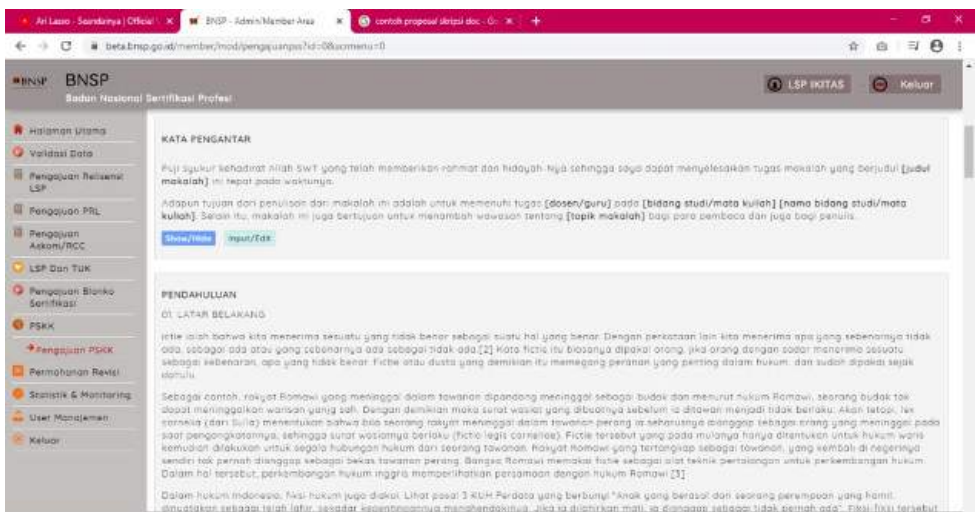 Ari Lasso - Seandainya | Official
BNSP - Admin/Member Area
contoh proposal skripsi doc - Go
beta.bnsp.go.id/member/mod/pengajuanpsi?id=0&barmenu=0
BNSP
BNSP
Badan Nasional Sertifikasi Profesi
LSP IKITAS
Keluar
Halaman Utama
Validasi Data
Pengajuan Relisensi
LSP
Pengajuan PRL
Pengajuan
Askom/RCC
LSP Dan TUK
Pengajuan Blanko
Sertifikasi
PSKK
Pengajuan PSKK
Permohonan Revisi
Statistik & Monitoring
User Manajemen
Keluar
KATA PENGANTAR
Puji syukur kehadirat Allah SWT yang telah memberikan rahmat dan hidayah-Nya sehingga saya dapat menyelesaikan tugas makalah yang berjudul [judul
makalah] ini tepat pada waktunya.
Adapun tujuan dari penulisan dari makalah ini adalah untuk memenuhi tugas [dosen/guru] pada [bidang studi/mata kuliah] [nama bidang studi/mata
kuliah]. Selain itu, makalah ini juga bertujuan untuk menambah wawasan tentang [topik makalah] bagi para pembaca dan juga bagi penulis.
Show/Hide Input/Edit
PENDAHULUAN
01. LATAR BELAKANG
ictie ialah bahwa kita menerima sesuatu yang tidak benar sebagai suatu hal yang benar. Dengan perkataan lain kita menerima apa yang sebenarnya tidak
ada, sebagai ada atau yang sebenarnya ada sebagai tidak ada.[2] Kata fictie itu biasanya dipakai orang, jika orang dengan sadar menerima sesuatu
sebagai kebenaran, apa yang tidak benar. Fictie atau dusta yang demikian itu memegang peranan yang penting dalam hukum, dan sudah dipakai sejak
dahulu.
Sebagai contoh, rakyat Romawi yang meninggal dalam tawanan dipandang meninggal sebagai budak dan menurut hukum Romawi, seorang budak tak
dapat meninggalkan warisan yang sah. Dengan demikian maka surat wasiat yang dibuatnya sebelum ia ditawan menjadi tidak berlaku. Akan tetapi, lex
cornelia (dari Sulla) menentukan bahwa bila seorang rakyat meninggal dalam tawanan perang ia seharusnya dianggap sebagai orang yang meninggal pada
saat pengongkatannya, sehingga surat wasiatnya berlaku (fictio legis corneliae). Fictie tersebut yang pada mulanya hanya ditentukan untuk hukum waris
kemudian dilakukan untuk segala hubungan hukum dari seorang tawanan. Rakyat Romawi yang tertangkap sebagai tawanan, yang kembali di negerinya
sendiri tak pernah dianggap sebagai bekas tawanan perang. Bangsa Romawi memakai fictie sebagai alat teknik pertolongan untuk perkembangan hukum.
Dalam hal tersebut, perkembangan hukum inggris memperlihatkan persamaan dengan hukum Romawi.[3]
Dalam hukum Indonesia, fiksi hukum juga diakui. Lihat pasal 3 KUH Perdata yang berbunyi "Anak yang berasal dari seorang perempuan yang hamil,
dinyatakan sebagai telah lahir, sekadar kepentingannya menghendakinya. Jika ia dilahirkan mati, ia dianggap sebagai tidak pernah ada". Fiksi-fiksi tersebut